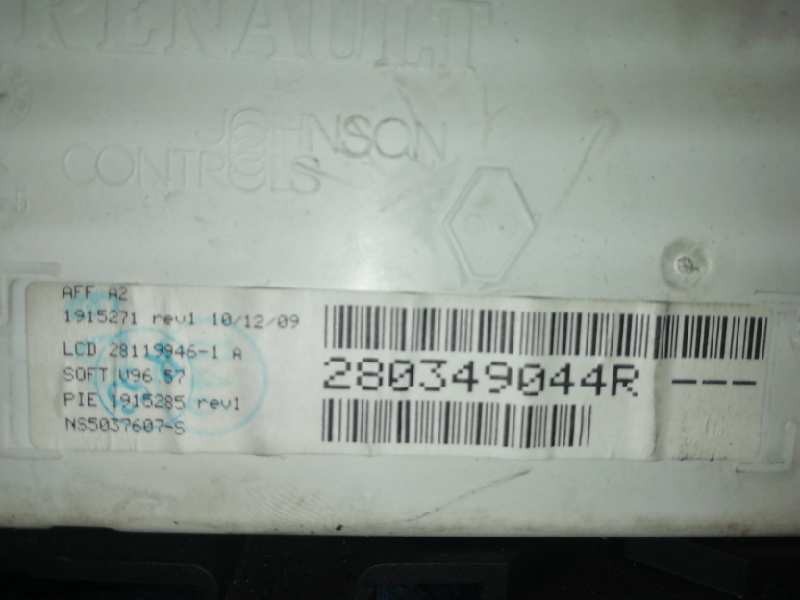 RENAULT
JOHNSON
CONTROLS
AFF A2
1915271 rev1 10/12/09
LCD 28119946-1 A
SOFT V96.57
PIE 1915285 rev1
NS5037607-S
280349044R ---